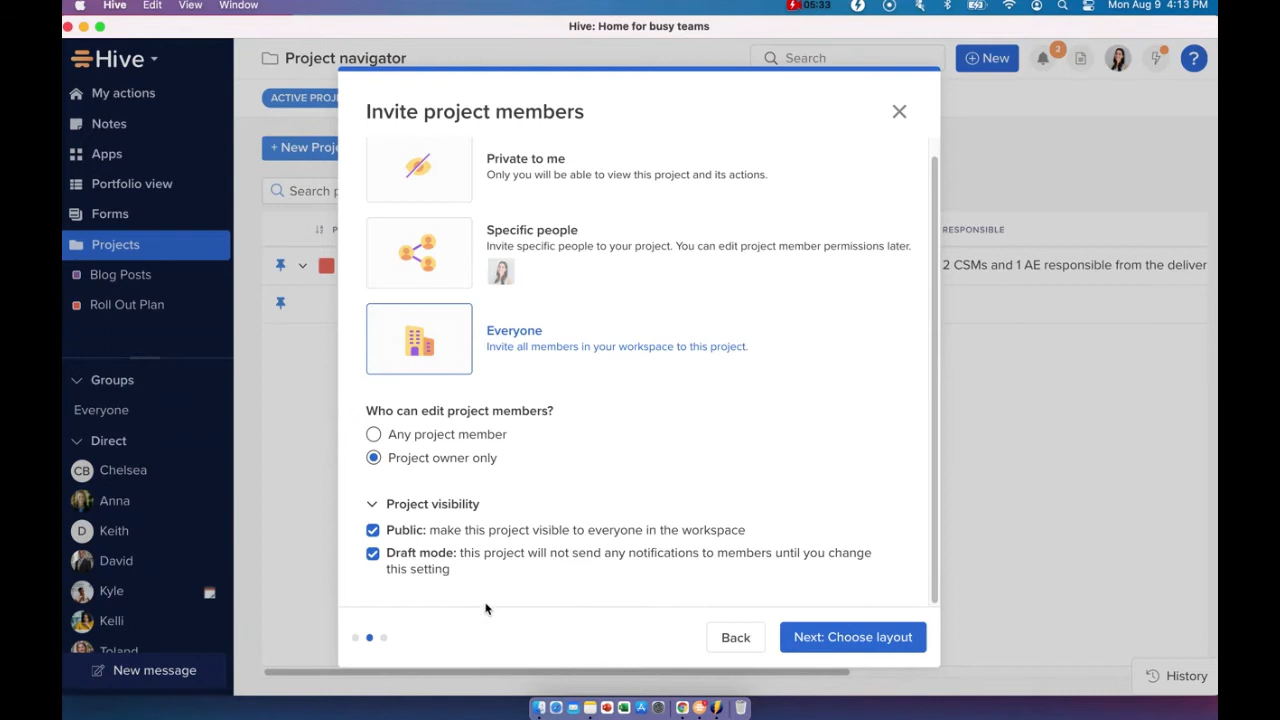 Hive Edit View Window
05:33
Mon Aug 9 4:13 PM
Hive: Home for busy teams
Hive
My actions
Notes
Apps
Portfolio view
Forms
Projects
Blog Posts
Roll Out Plan
Groups
Everyone
Direct
CB Chelsea
Anna
D Keith
David
Kyle
Kelli
Toland
New message
Project navigator
Search
New
2
?
ACTIVE PROJ
+ New Proje
Search p
P
RESPONSIBLE
2 CSMs and 1 AE responsible from the deliver
History
Invite project members
Private to me
Only you will be able to view this project and its actions.
Specific people
Invite specific people to your project. You can edit project member permissions later.
Everyone
Invite all members in your workspace to this project.
Who can edit project members?
Any project member
Project owner only
Project visibility
Public: make this project visible to everyone in the workspace
Draft mode: this project will not send any notifications to members until you change
this setting
Back
Next: Choose layout